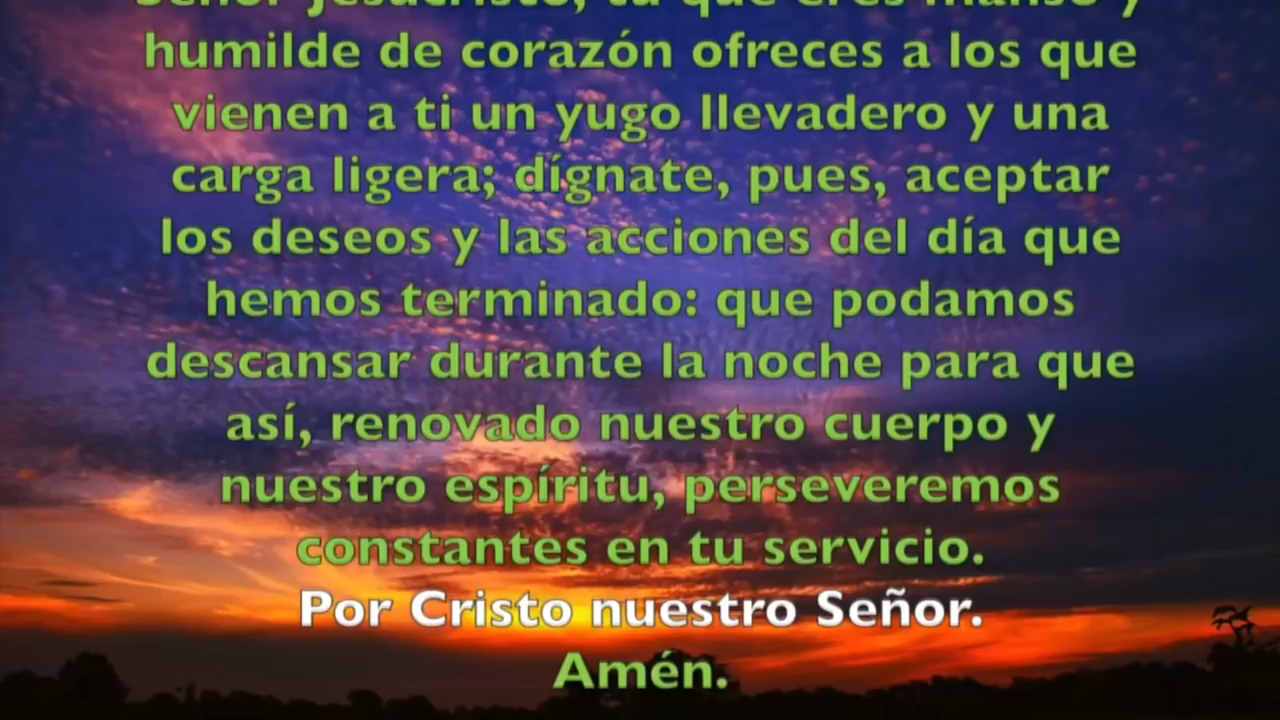 Señor Jesucristo, tú que eres manso y
humilde de corazón ofreces a los que
vienen a ti un yugo llevadero y una
carga ligera; dígnate, pues, aceptar
los deseos y las acciones del día que
hemos terminado: que podamos
descansar durante la noche para que
así, renovado nuestro cuerpo y
nuestro espíritu, perseveremos
constantes en tu servicio.
Por Cristo nuestro Señor.
Amén.